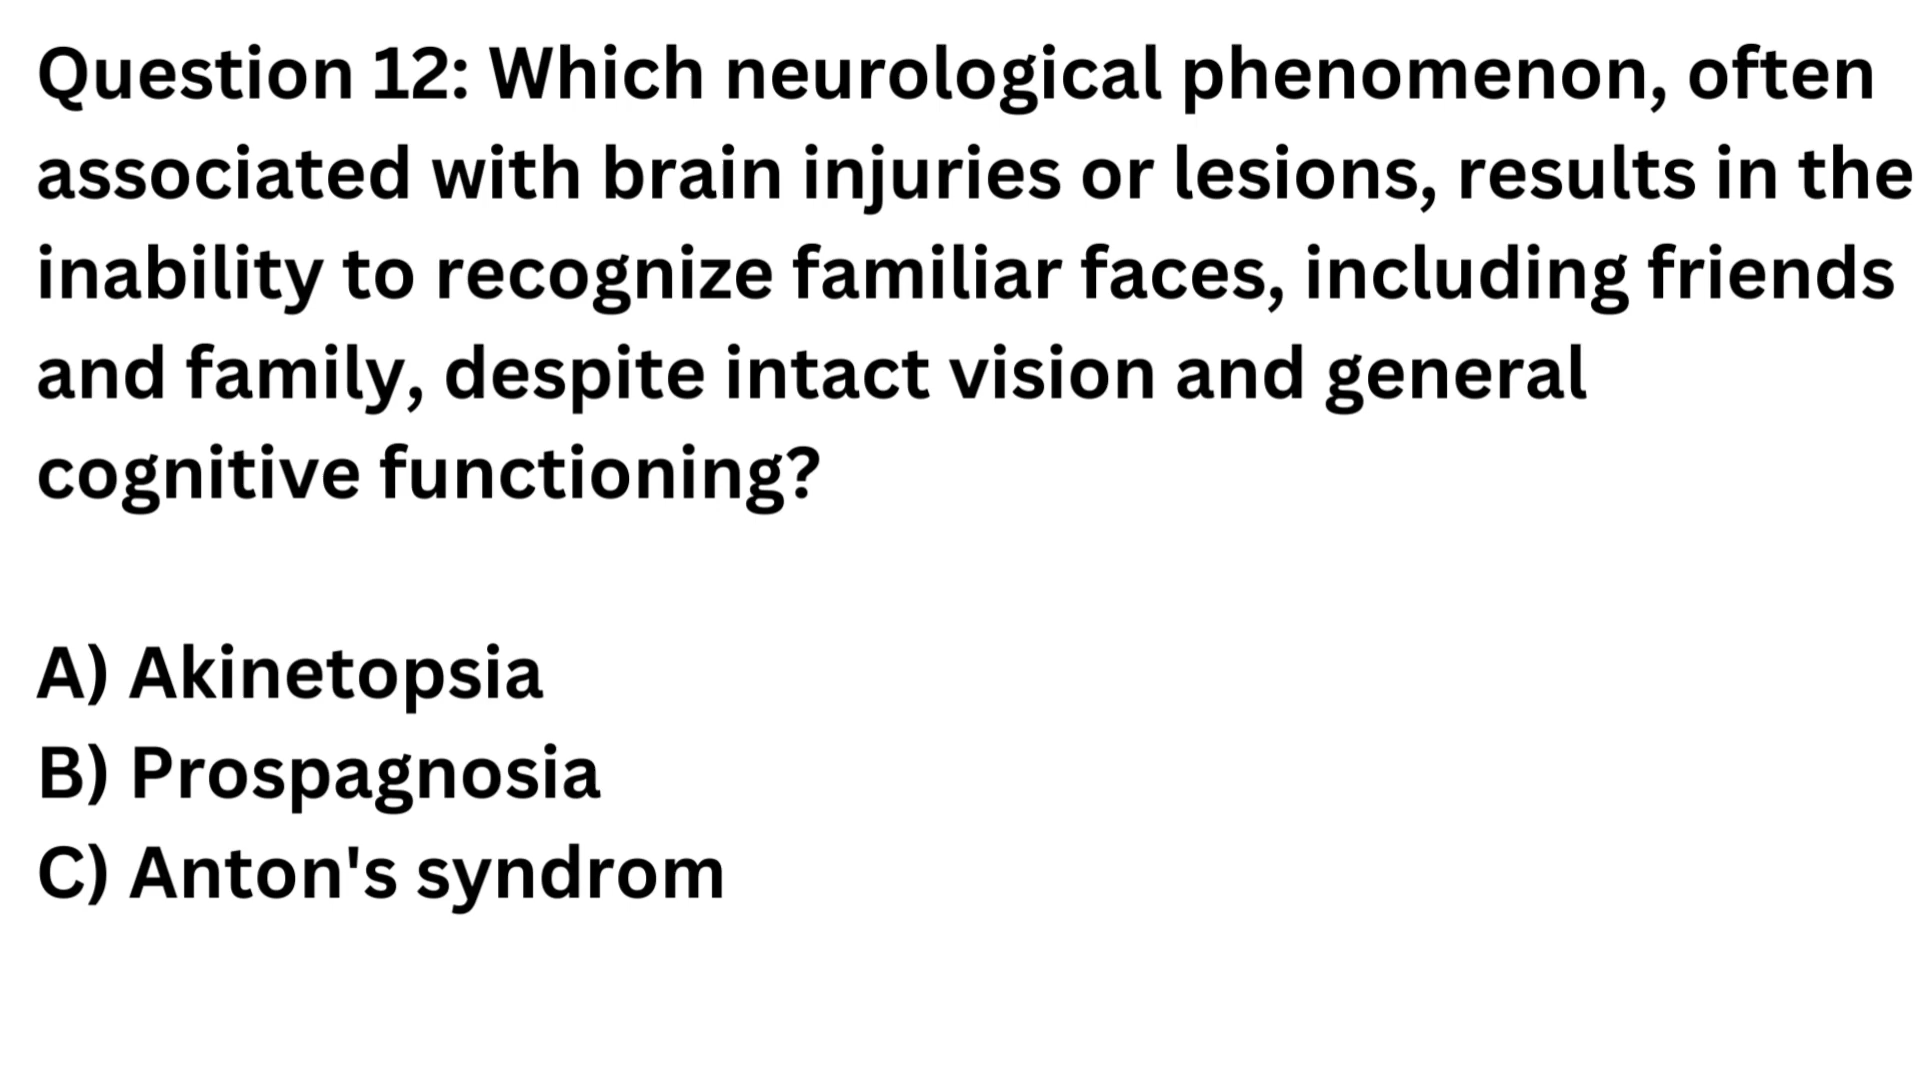 Question 12: Which neurological phenomenon, often
associated with brain injuries or lesions, results in the
inability to recognize familiar faces, including friends
and family, despite intact vision and general
cognitive functioning?
A) Akinetopsia
B) Prospagnosia
C) Anton's syndrom